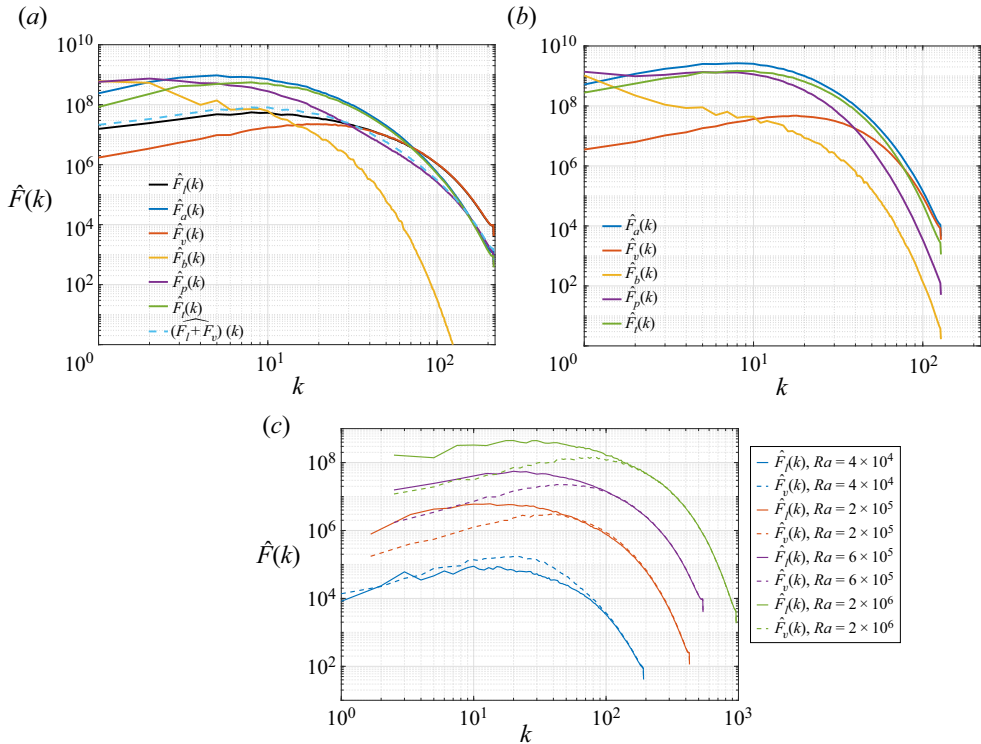 (a)
10^10
10^8
10^6
10^4
10^2
10^0
10^1
10^2
F̂(k)
k
F̂_l(k)
F̂_a(k)
F̂_v(k)
F̂_b(k)
F̂_p(k)
F̂_t(k)
(F_l + F_v)^ (k)
(b)
10^10
10^8
10^6
10^4
10^2
10^0
10^1
10^2
k
F̂_a(k)
F̂_v(k)
F̂_b(k)
F̂_p(k)
F̂_t(k)
(c)
10^8
10^6
10^4
10^2
10^0
10^1
10^2
10^3
F̂(k)
k
F̂_l(k), Ra = 4 × 10^4
F̂_v(k), Ra = 4 × 10^4
F̂_l(k), Ra = 2 × 10^5
F̂_v(k), Ra = 2 × 10^5
F̂_l(k), Ra = 6 × 10^5
F̂_v(k), Ra = 6 × 10^5
F̂_l(k), Ra = 2 × 10^6
F̂_v(k), Ra = 2 × 10^6